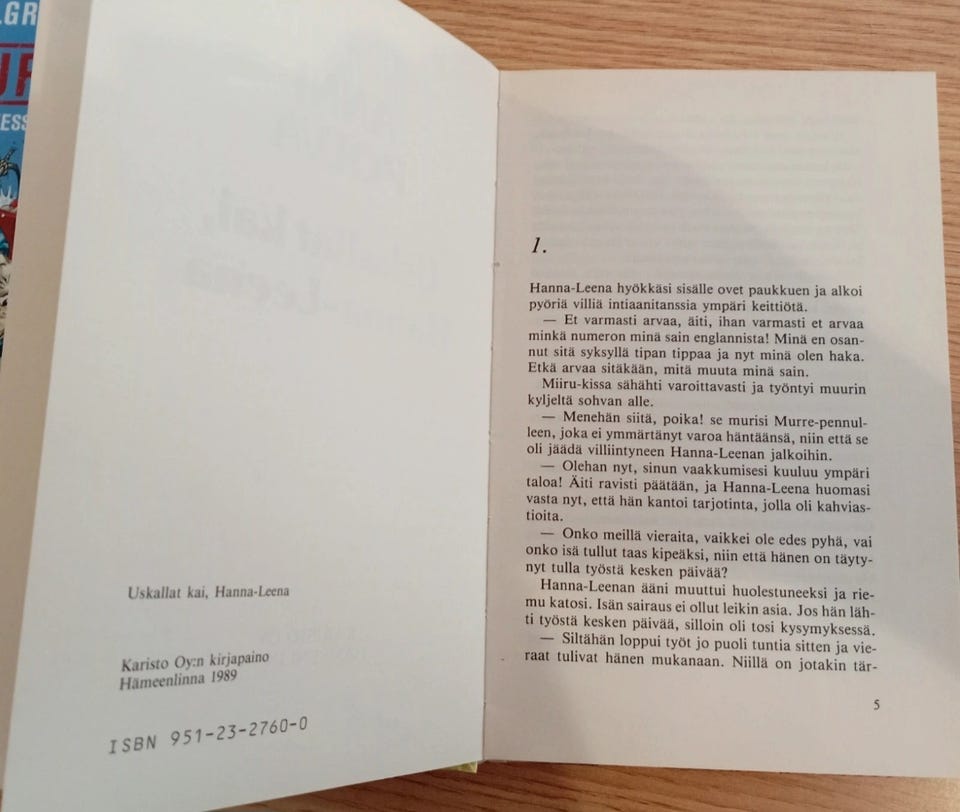 .GR
ESS
Uskallat kai, Hanna-Leena
Karisto Oy:n kirjapaino
Hämeenlinna 1989
ISBN 951-23-2760-0
1.
Hanna-Leena hyökkäsi sisälle ovet paukkuen ja alkoi
pyöriä villiä intiaanitanssia ympäri keittiötä.
— Et varmasti arvaa, äiti, ihan varmasti et arvaa
minkä numeron minä sain englannista! Minä en osan-
nut sitä syksyllä tipan tippaa ja nyt minä olen haka.
Etkä arvaa sitäkään, mitä muuta minä sain.
Miiru-kissa sähähti varoittavasti ja työntyi muurin
kyljeltä sohvan alle.
— Menehän siitä, poika! se murisi Murre-pennul-
leen, joka ei ymmärtänyt varoa häntäänsä, niin että se
oli jäädä villiintyneen Hanna-Leenan jalkoihin.
— Olehan nyt, sinun vaakkumisesi kuuluu ympäri
taloa! Äiti ravisti päätään, ja Hanna-Leena huomasi
vasta nyt, että hän kantoi tarjotinta, jolla oli kahvias-
tioita.
— Onko meillä vieraita, vaikkei ole edes pyhä, vai
onko isä tullut taas kipeäksi, niin että hänen on täyty-
nyt tulla työstä kesken päivää?
Hanna-Leenan ääni muuttui huolestuneeksi ja rie-
mu katosi. Isän sairaus ei ollut leikin asia. Jos hän läh-
ti työstä kesken päivää, silloin oli tosi kysymyksessä.
— Siltähän loppui työt jo puoli tuntia sitten ja vie-
raat tulivat hänen mukanaan. Niillä on jotakin tär-
5